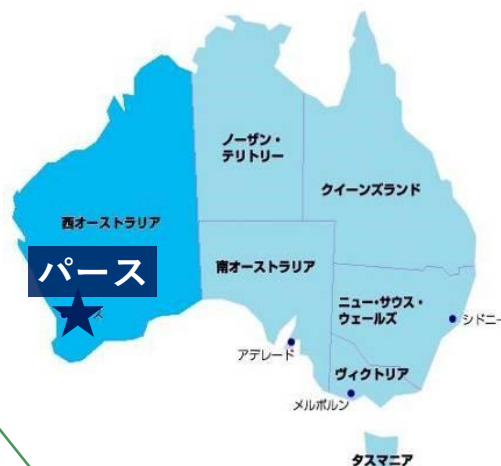 ノーザン・
テリトリー
クイーンズランド
西オーストラリア
パース
ス
南オーストラリア
ニュー・サウス・
ウェールズ
シドニー
アデレード
ヴィクトリア
メルボルン
タスマニア